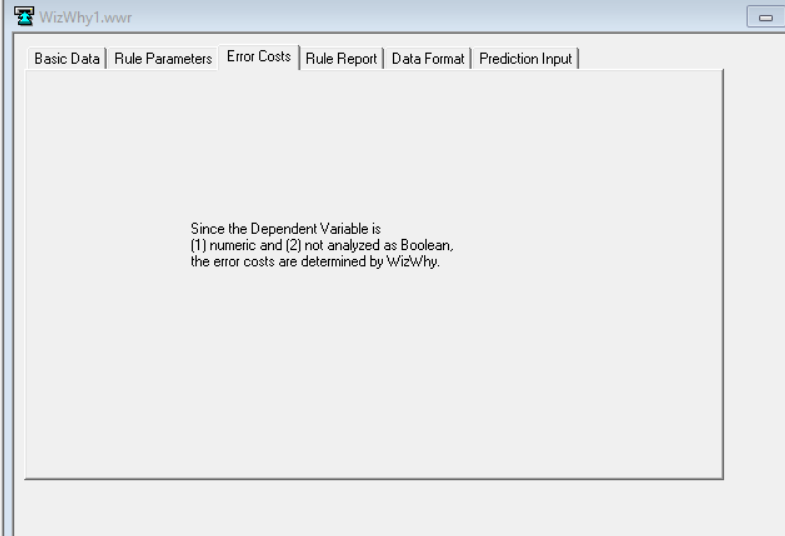 WizWhy1.wwr
Basic Data Rule Parameters Error Costs Rule Report Data Format Prediction Input
Since the Dependent Variable is
(1) numeric and (2) not analyzed as Boolean,
the error costs are determined by WizWhy.